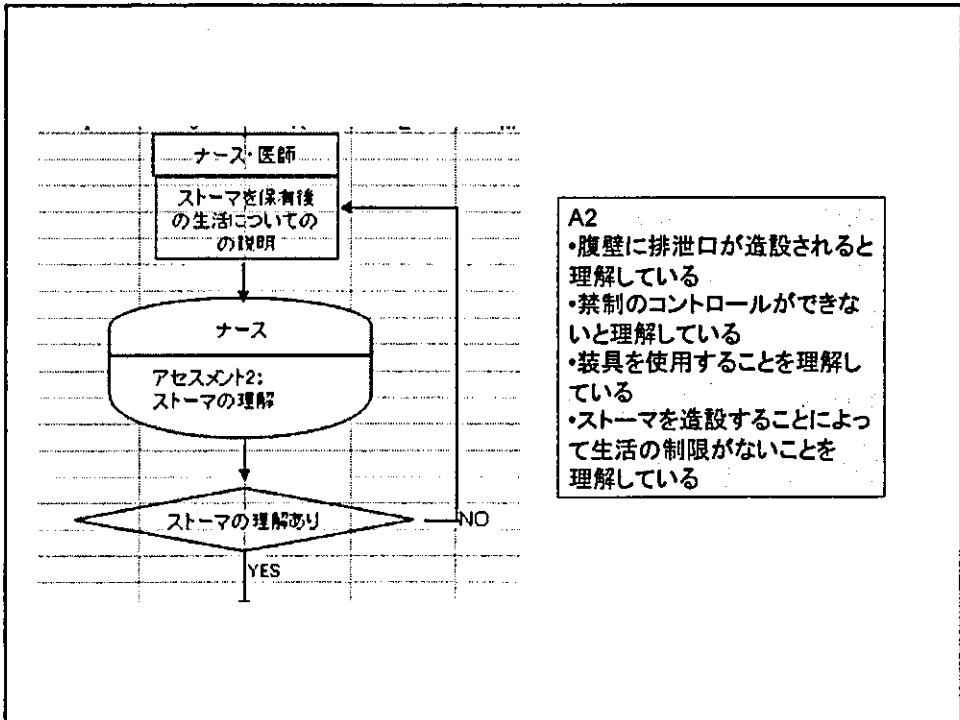 ナース・医師
ストーマを保有後
の生活についての
の説明
ナース
アセスメント2:
ストーマの理解
ストーマの理解あり
NO
YES
A2
•腹壁に排泄口が造設されると
理解している
•禁制のコントロールができな
いと理解している
•装具を使用することを理解し
ている
•ストーマを造設することによっ
て生活の制限がないことを
理解している